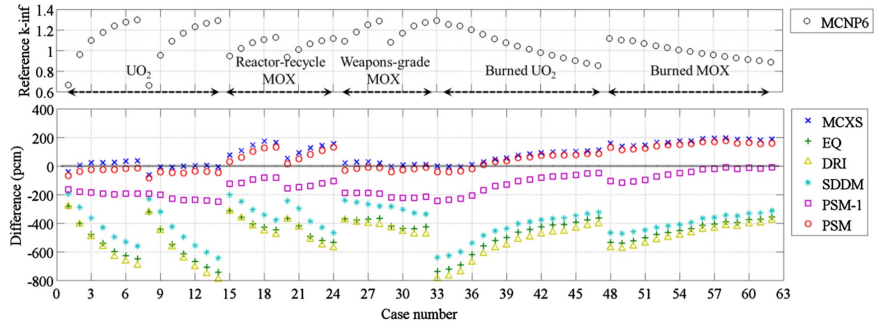 Reference k-inf
1.4
1.2
1
0.8
0.6
UO2
Reactor-recycle
MOX
Weapons-grade
MOX
Burned UO2
Burned MOX
MCNP6
Difference (pcm)
400
200
0
-200
-400
-600
-800
0 3 6 9 12 15 18 21 24 27 30 33 36 39 42 45 48 51 54 57 60 63
Case number
MCXS
EQ
DRI
SDDM
PSM-1
PSM